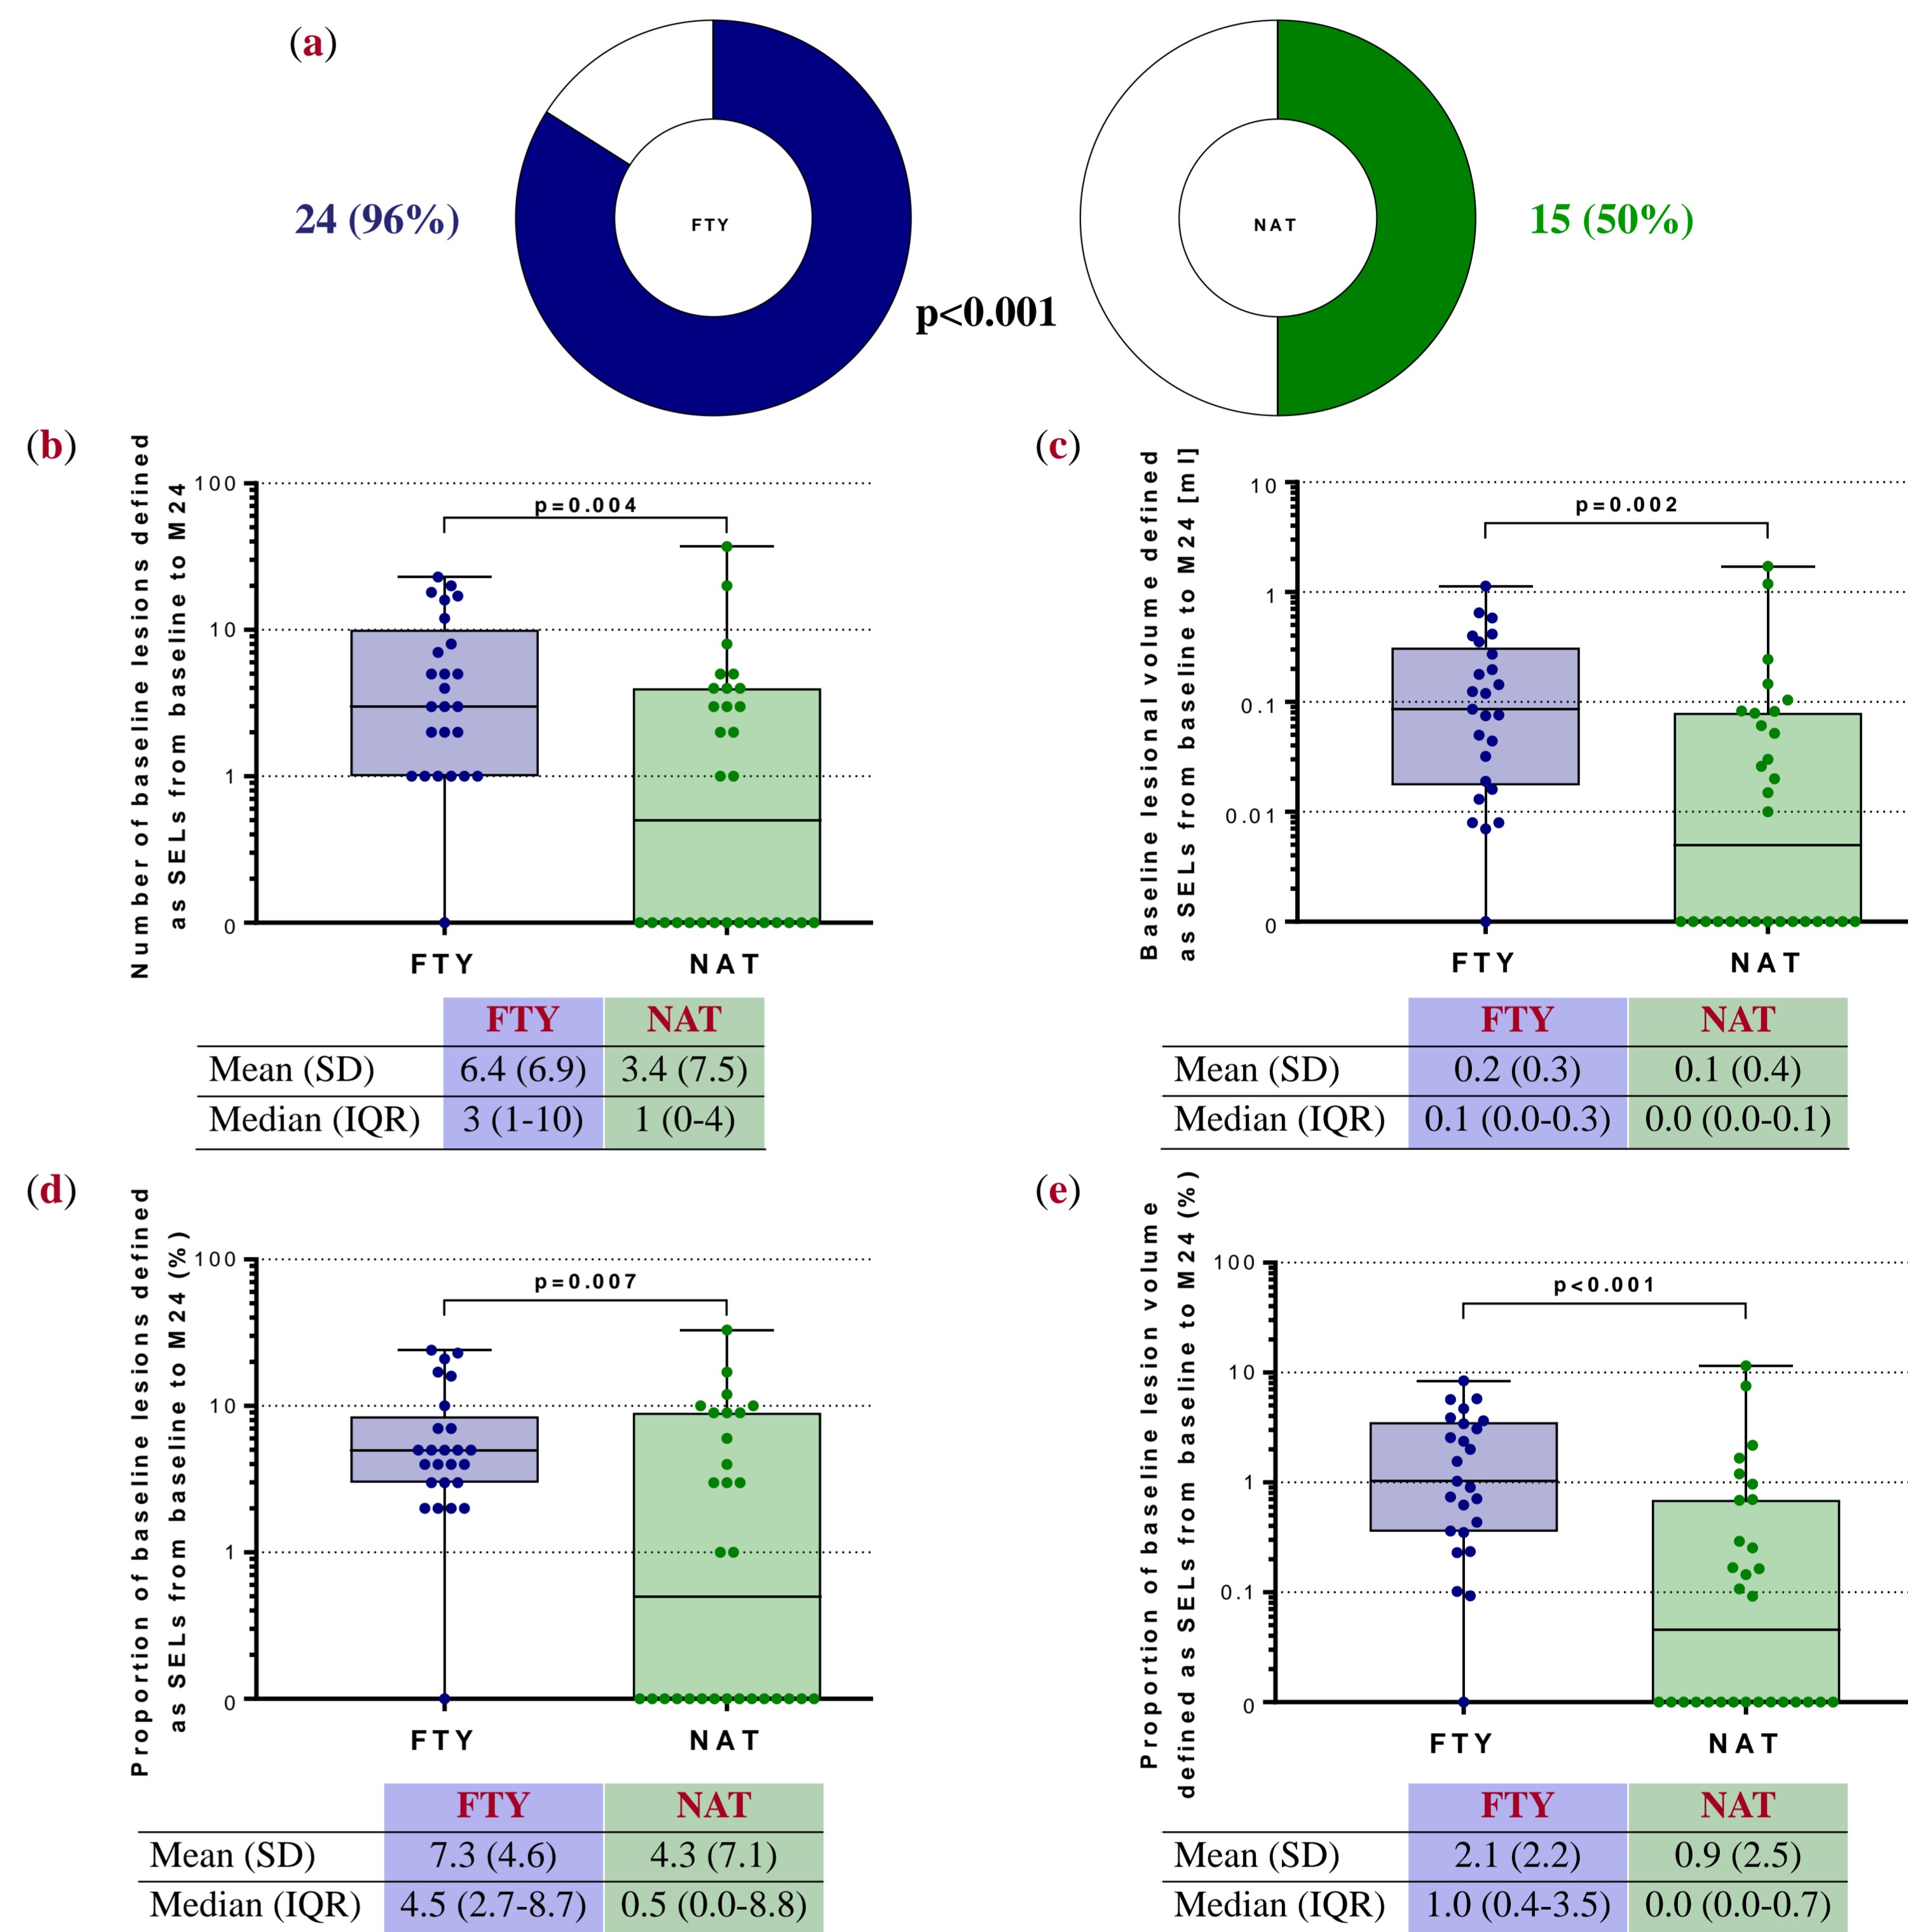 (a)
FTY
NAT
24 (96%)
15 (50%)
p<0.001
(b)
Number of baseline lesions defined
as SELs from baseline to M24
100
10
1
0
p=0.004
FTY
NAT
FTY NAT
Mean (SD) 6.4 (6.9) 3.4 (7.5)
Median (IQR) 3 (1-10) 1 (0-4)
(c)
Baseline lesional volume defined
as SELs from baseline to M24 [ml]
10
1
0.1
0.01
0
p=0.002
FTY
NAT
FTY NAT
Mean (SD) 0.2 (0.3) 0.1 (0.4)
Median (IQR) 0.1 (0.0-0.3) 0.0 (0.0-0.1)
(d)
Proportion of baseline lesions defined
as SELs from baseline to M24 (%)
100
10
1
0
p=0.007
FTY
NAT
FTY NAT
Mean (SD) 7.3 (4.6) 4.3 (7.1)
Median (IQR) 4.5 (2.7-8.7) 0.5 (0.0-8.8)
(e)
Proportion of baseline lesion volume
defined as SELs from baseline to M24 (%)
100
10
1
0.1
0
p<0.001
FTY
NAT
FTY NAT
Mean (SD) 2.1 (2.2) 0.9 (2.5)
Median (IQR) 1.0 (0.4-3.5) 0.0 (0.0-0.7)